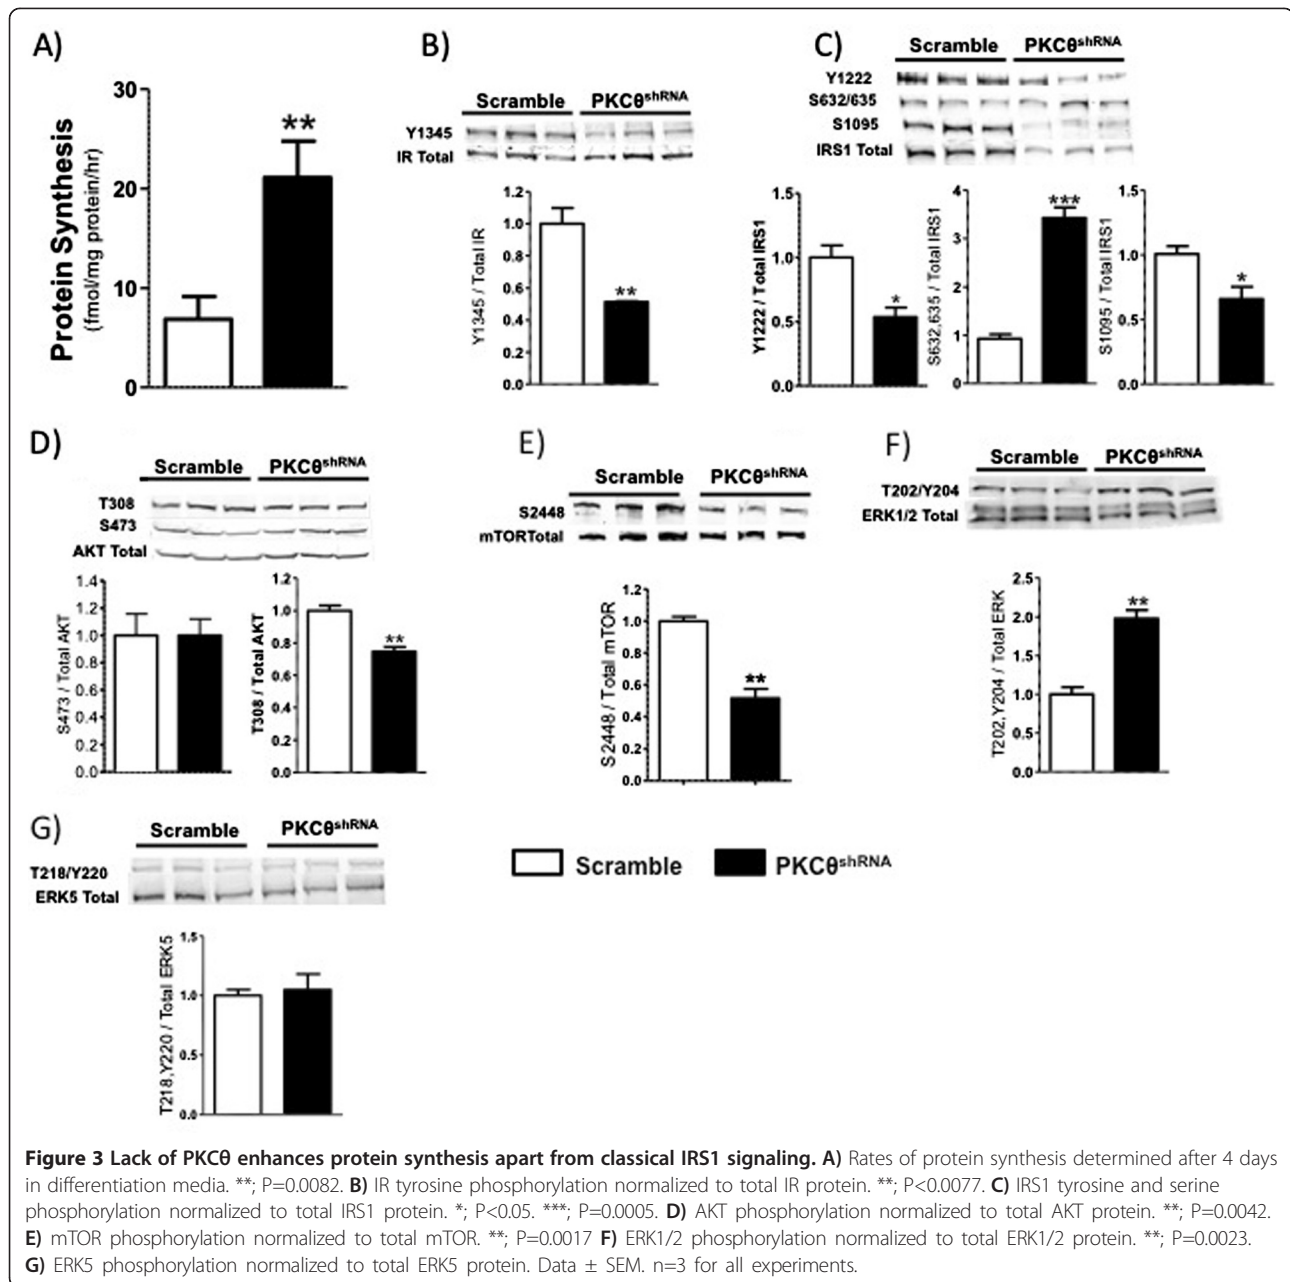 A)
30
20
10
0
Protein Synthesis
(fmol/mg protein/hr)
**
B)
Scramble PKCθshRNA
Y1345
IR Total
1.2
1.0
0.8
0.6
0.4
0.2
0.0
Y1345 / Total IR
**
C)
Scramble PKCθshRNA
Y1222
S632/635
S1095
IRS1 Total
1.5
1.0
0.5
0.0
Y1222 / Total IRS1
*
4
3
2
1
0
S632,635 / Total IRS1
***
1.5
1.0
0.5
0.0
S1095 / Total IRS1
*
D)
Scramble PKCθshRNA
T308
S473
AKT Total
1.4
1.2
1.0
0.8
0.6
0.4
0.2
0.0
S473 / Total AKT
1.2
1.0
0.8
0.6
0.4
0.2
0.0
T308 / Total AKT
**
E)
Scramble PKCθshRNA
S2448
mTORTotal
1.2
1.0
0.8
0.6
0.4
0.2
0.0
S2448 / Total mTOR
**
F)
Scramble PKCθshRNA
T202/Y204
ERK1/2 Total
2.5
2.0
1.5
1.0
0.5
0.0
T202,Y204 / Total ERK
**
G)
Scramble PKCθshRNA
T218/Y220
ERK5 Total
1.5
1.0
0.5
0.0
T218,Y220 / Total ERK5
Scramble PKCθshRNA
Figure 3 Lack of PKCθ enhances protein synthesis apart from classical IRS1 signaling. A) Rates of protein synthesis determined after 4 days
in differentiation media. **; P=0.0082. B) IR tyrosine phosphorylation normalized to total IR protein. **; P<0.0077. C) IRS1 tyrosine and serine
phosphorylation normalized to total IRS1 protein. *; P<0.05. ***; P=0.0005. D) AKT phosphorylation normalized to total AKT protein. **; P=0.0042.
E) mTOR phosphorylation normalized to total mTOR. **; P=0.0017 F) ERK1/2 phosphorylation normalized to total ERK1/2 protein. **; P=0.0023.
G) ERK5 phosphorylation normalized to total ERK5 protein. Data ± SEM. n=3 for all experiments.